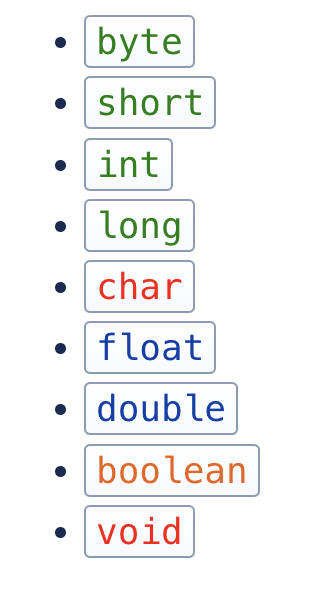 byte
short
int
long
char
float
double
boolean
void